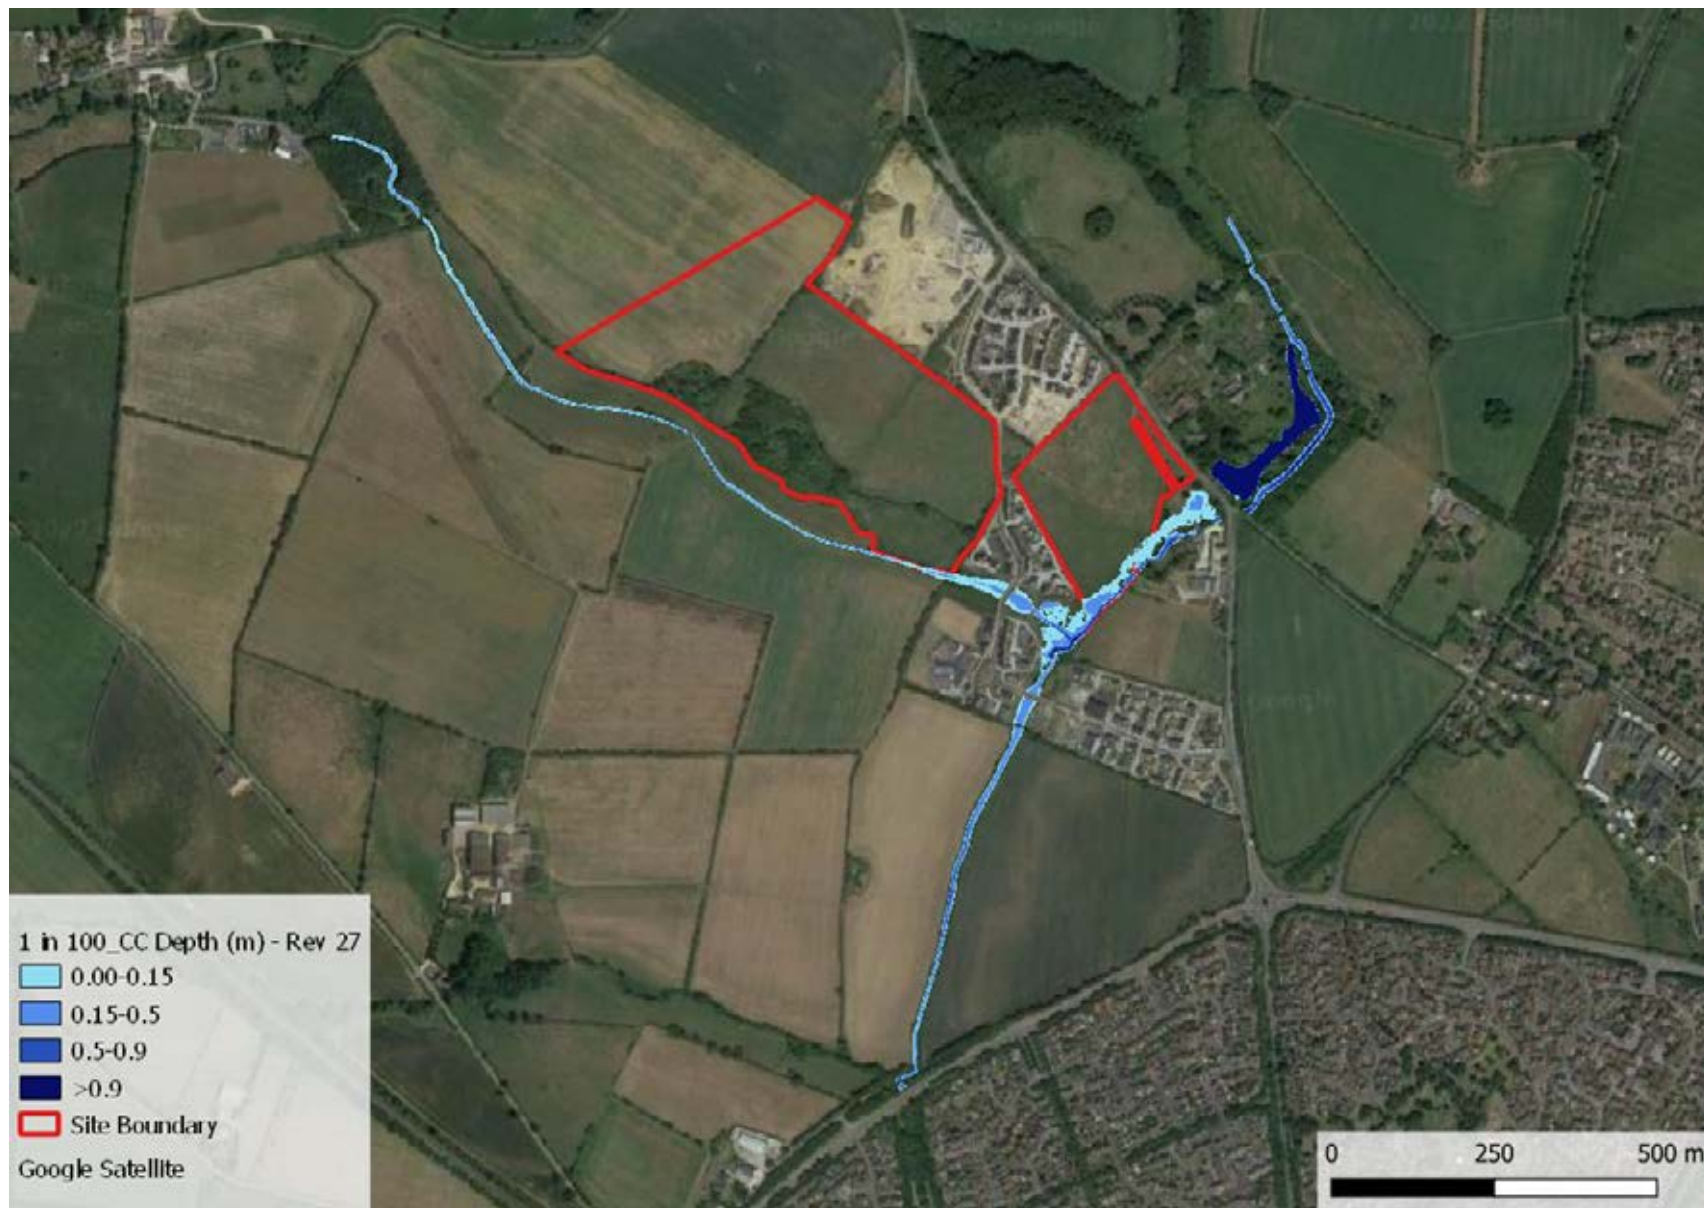 1 in 100_CC Depth (m) - Rev 27
0.00-0.15
0.15-0.5
0.5-0.9
>0.9
Site Boundary
Google Satellite
0 250 500 m